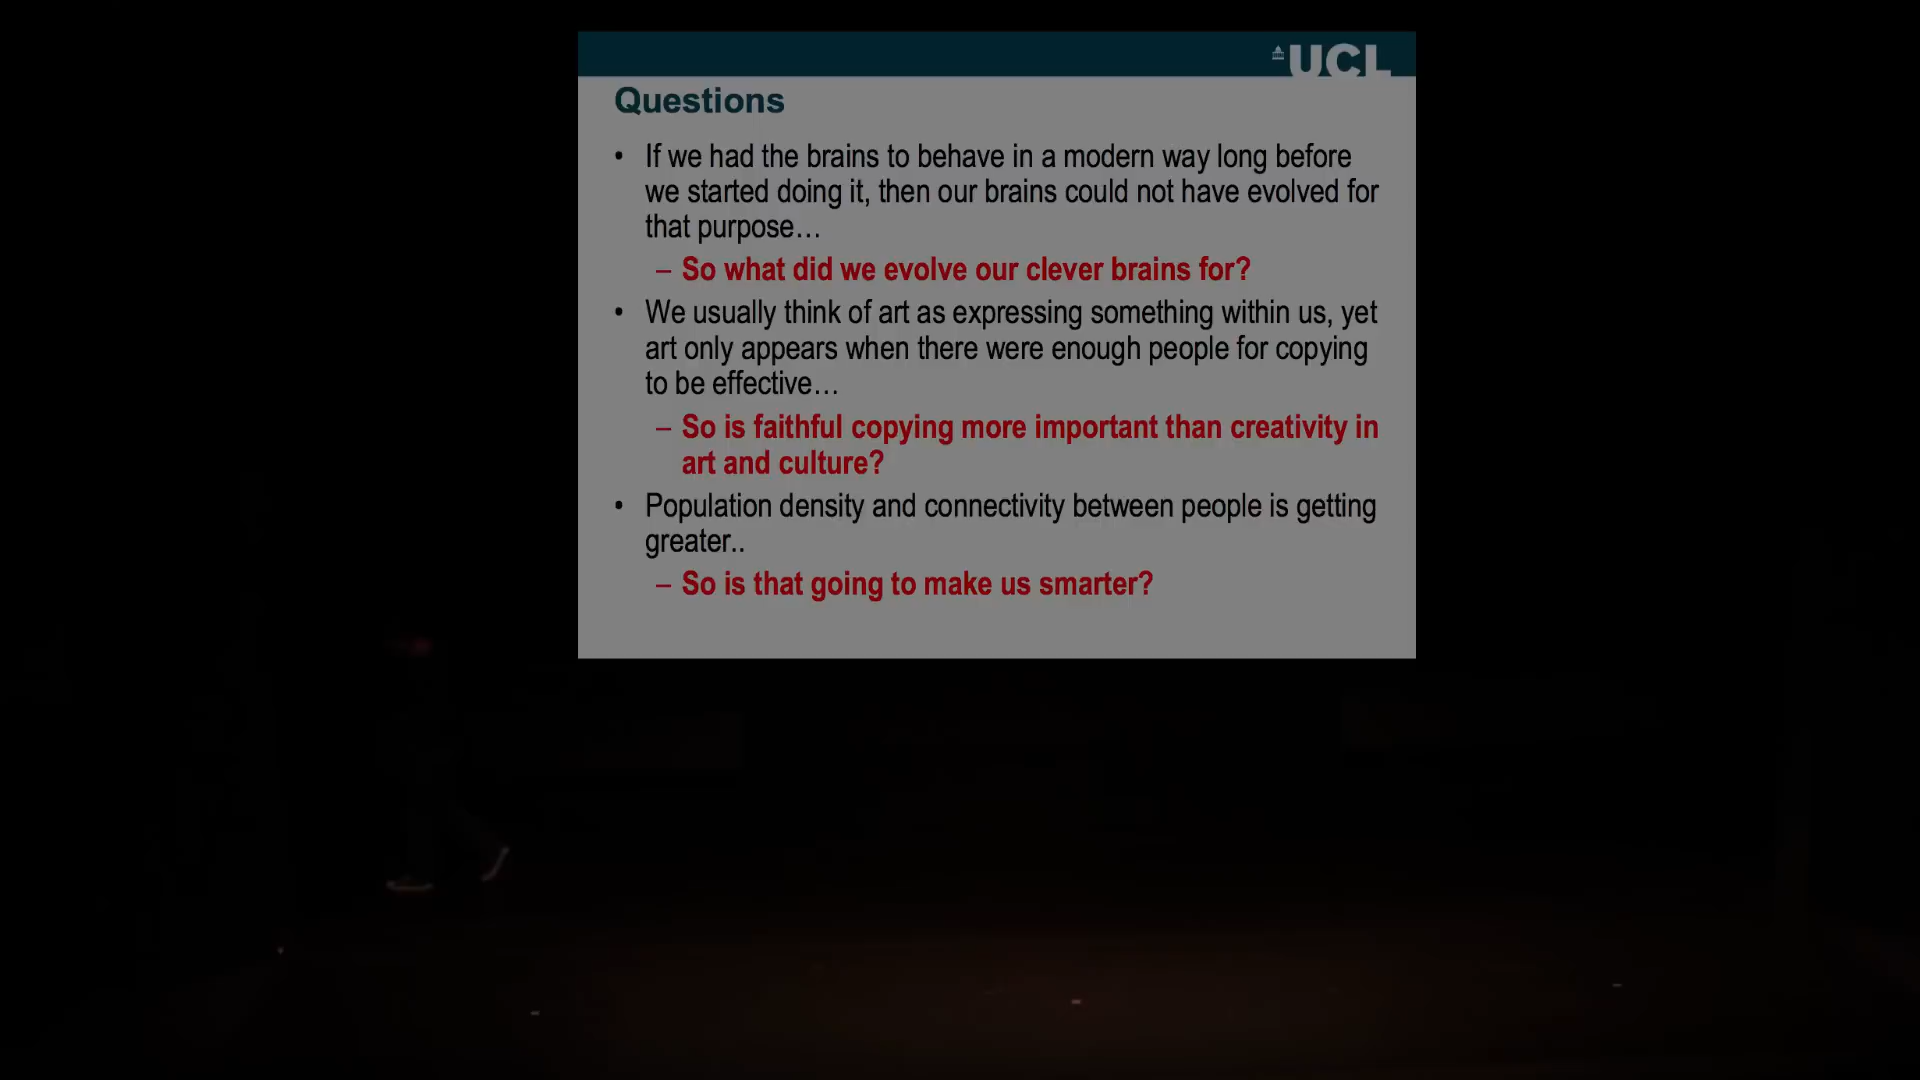 UCL
Questions
• If we had the brains to behave in a modern way long before
we started doing it, then our brains could not have evolved for
that purpose…
– So what did we evolve our clever brains for?
• We usually think of art as expressing something within us, yet
art only appears when there were enough people for copying
to be effective…
– So is faithful copying more important than creativity in
art and culture?
• Population density and connectivity between people is getting
greater..
– So is that going to make us smarter?